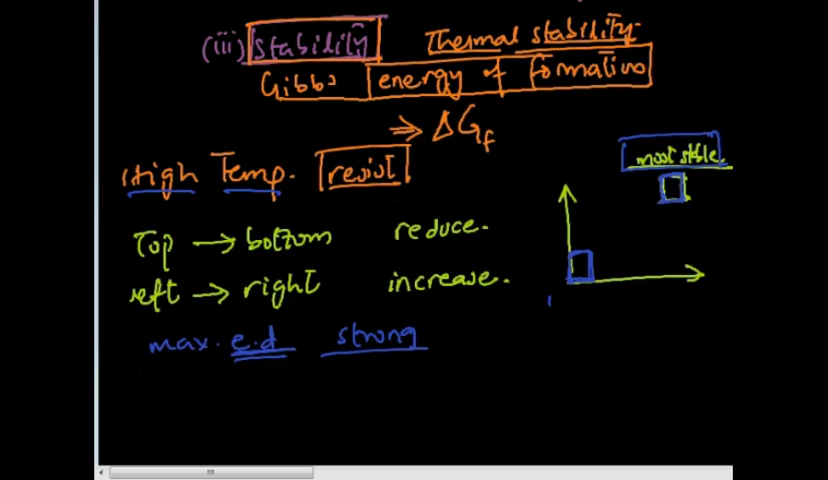 (iii) Stability Thermal stability.
Gibbs energy of formation
⇒ ΔGf
High Temp. resist
most stable.
Top → bottom reduce.
left → right increase.
max. e.d strong